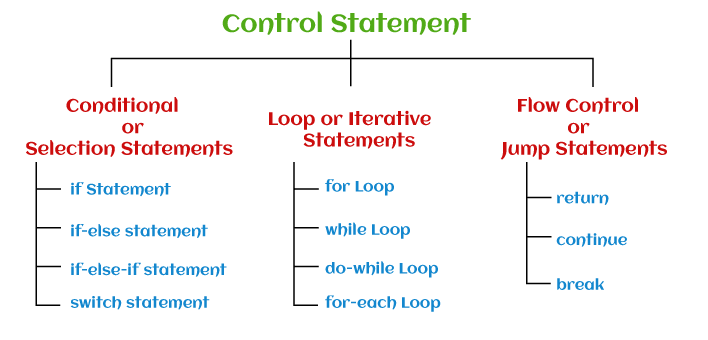 Control Statement
Conditional
or
Selection Statements
if Statement
if-else statement
if-else-if statement
switch statement
Loop or Iterative
Statements
for Loop
while Loop
do-while Loop
for-each Loop
Flow Control
or
Jump Statements
return
continue
break